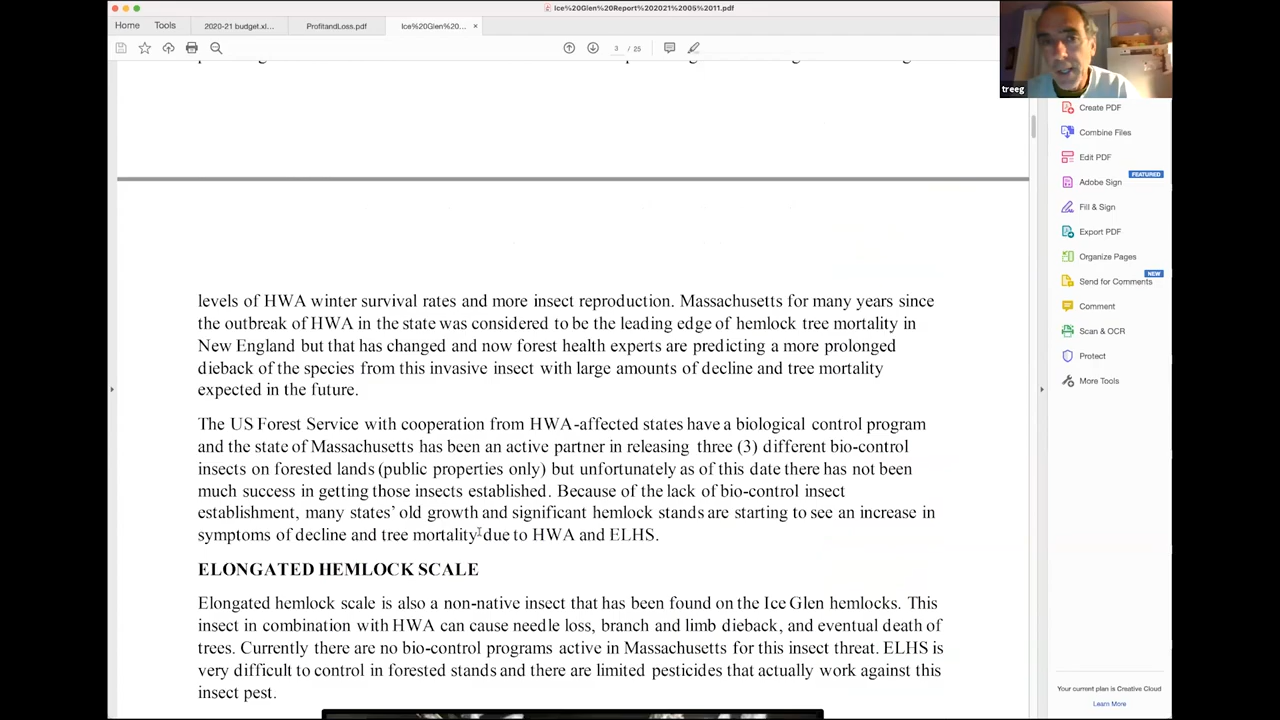 Ice%20Glen%20Report%202021%2005%2011.pdf
Home
Tools
2020-21 budget.xl...
ProfitandLoss.pdf
Ice%20Glen%20...
×
3 / 25
treeg
Create PDF
Combine Files
Edit PDF
FEATURED
Adobe Sign
Fill & Sign
Export PDF
Organize Pages
NEW
Send for Comments
Comment
Scan & OCR
Protect
More Tools
levels of HWA winter survival rates and more insect reproduction. Massachusetts for many years since
the outbreak of HWA in the state was considered to be the leading edge of hemlock tree mortality in
New England but that has changed and now forest health experts are predicting a more prolonged
dieback of the species from this invasive insect with large amounts of decline and tree mortality
expected in the future.
The US Forest Service with cooperation from HWA-affected states have a biological control program
and the state of Massachusetts has been an active partner in releasing three (3) different bio-control
insects on forested lands (public properties only) but unfortunately as of this date there has not been
much success in getting those insects established. Because of the lack of bio-control insect
establishment, many states' old growth and significant hemlock stands are starting to see an increase in
symptoms of decline and tree mortality due to HWA and ELHS.
ELONGATED HEMLOCK SCALE
Elongated hemlock scale is also a non-native insect that has been found on the Ice Glen hemlocks. This
insect in combination with HWA can cause needle loss, branch and limb dieback, and eventual death of
trees. Currently there are no bio-control programs active in Massachusetts for this insect threat. ELHS is
very difficult to control in forested stands and there are limited pesticides that actually work against this
insect pest.
Your current plan is Creative Cloud
Learn More